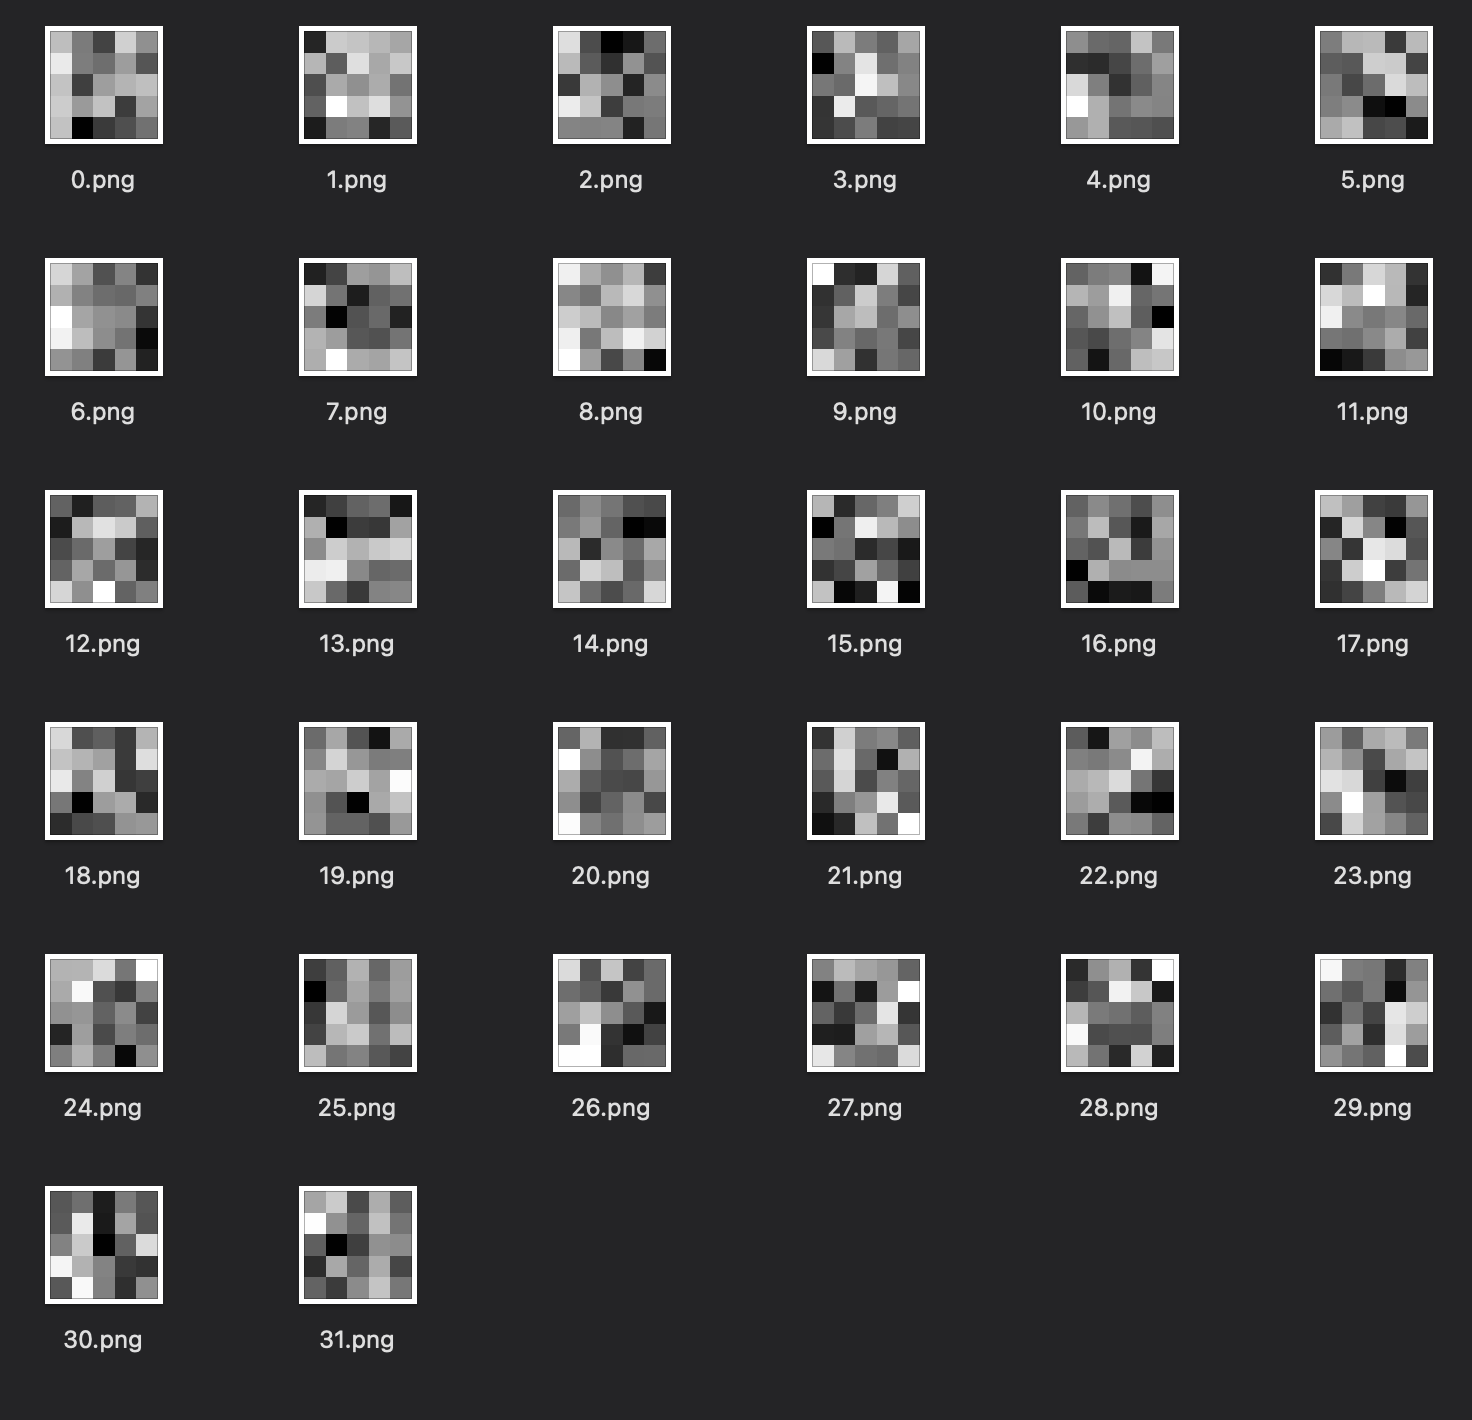 0.png 1.png 2.png 3.png 4.png 5.png
6.png 7.png 8.png 9.png 10.png 11.png
12.png 13.png 14.png 15.png 16.png 17.png
18.png 19.png 20.png 21.png 22.png 23.png
24.png 25.png 26.png 27.png 28.png 29.png
30.png 31.png